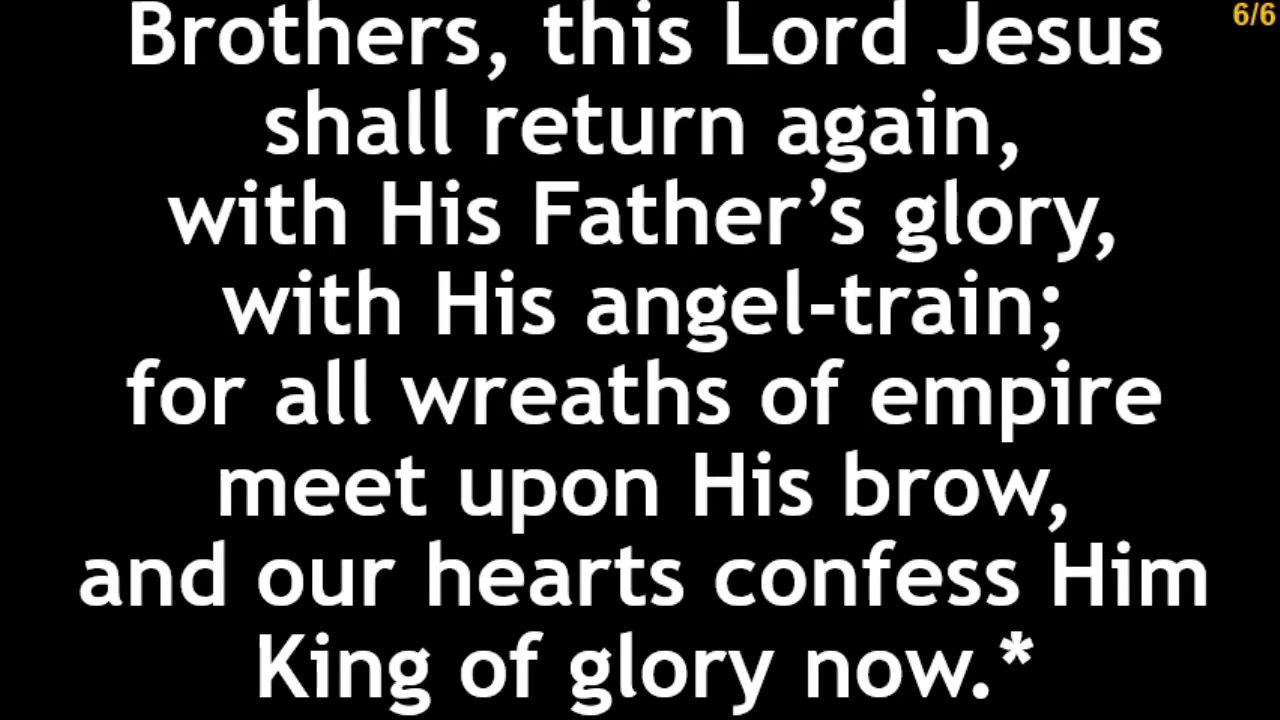 6/6
Brothers, this Lord Jesus
shall return again,
with His Father’s glory,
with His angel-train;
for all wreaths of empire
meet upon His brow,
and our hearts confess Him
King of glory now.*